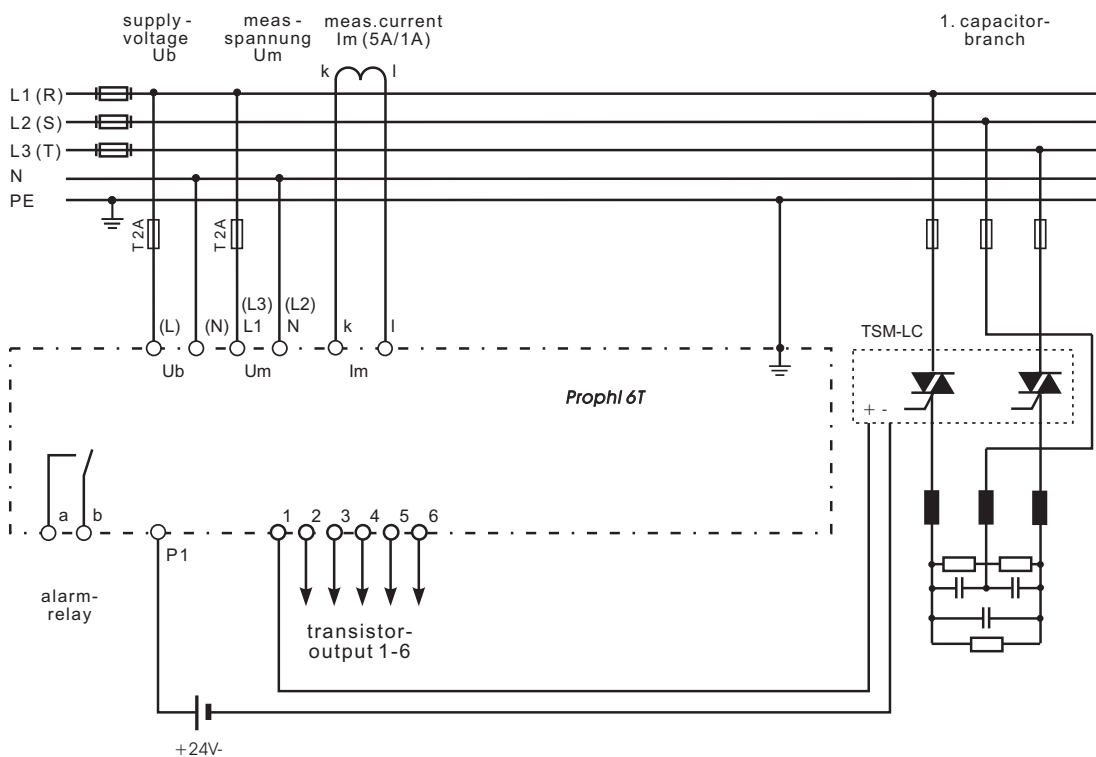 supply-
voltage
Ub
meas-
spannung
Um
meas.current
Im (5A/1A)
1. capacitor-
branch
k
l
L1 (R)
L2 (S)
L3 (T)
N
PE
T2A
T2A
(L)
(N)
(L3)
L1
(L2)
N
k
l
Ub
Um
Im
TSM-LC
Prophi 6T
+ -
a
b
P1
1
2
3
4
5
6
alarm-
relay
transistor-
output 1-6
+24V-